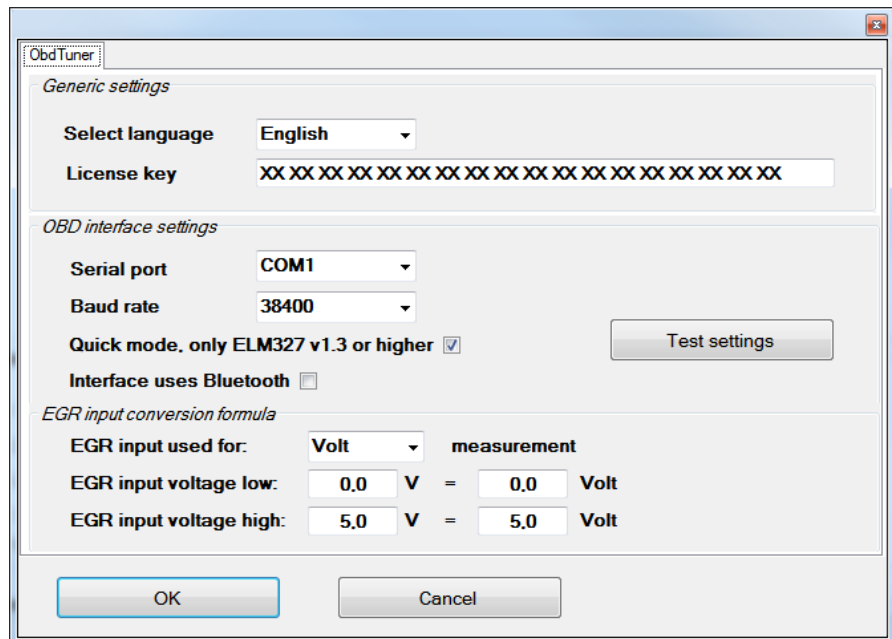 ObdTuner
Generic settings
Select language English
License key XX XX XX XX XX XX XX XX XX XX XX XX XX XX XX XX XX XX
OBD interface settings
Serial port COM1
Baud rate 38400
Quick mode, only ELM327 v1.3 or higher
Test settings
Interface uses Bluetooth
EGR input conversion formula
EGR input used for: Volt measurement
EGR input voltage low: 0.0 V = 0.0 Volt
EGR input voltage high: 5.0 V = 5.0 Volt
OK Cancel